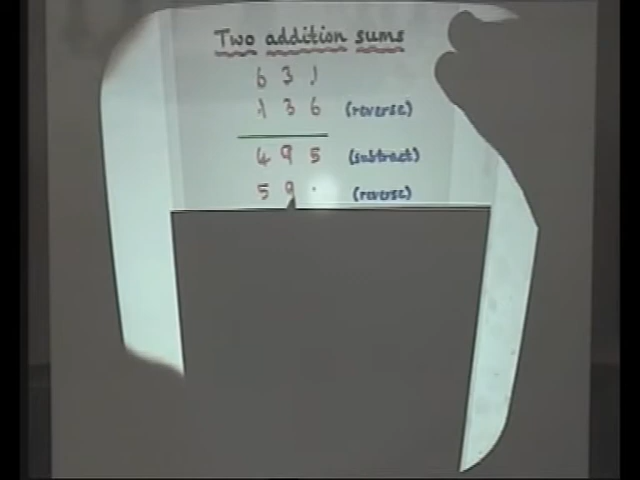 Two addition sums
6 3 1
1 3 6 (reverse)
4 9 5 (subtract)
5 9 (reverse)